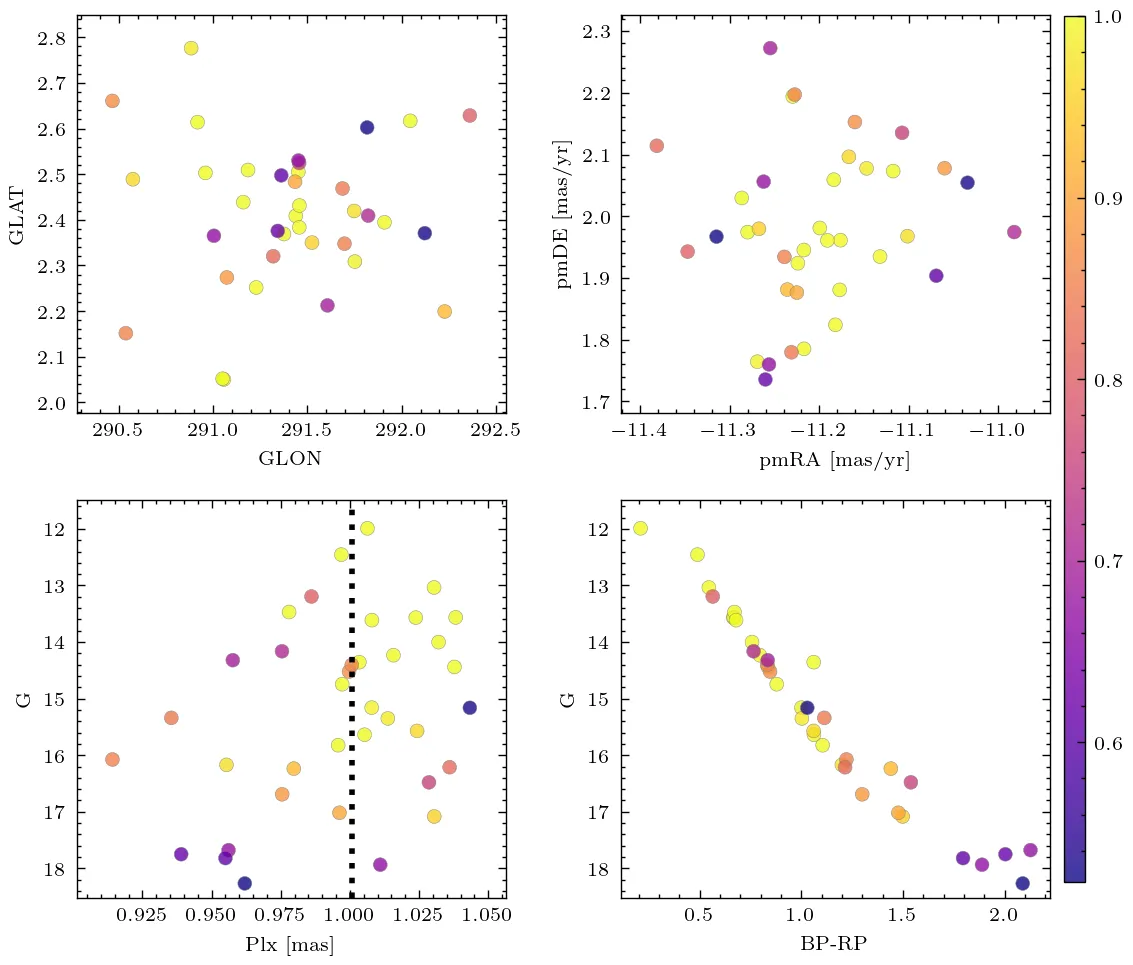 2.8
2.7
2.6
2.5
2.4
2.3
2.2
2.1
2.0
GLAT
290.5 291.0 291.5 292.0 292.5
GLON
2.3
2.2
2.1
2.0
1.9
1.8
1.7
pmDE [mas/yr]
−11.4 −11.3 −11.2 −11.1 −11.0
pmRA [mas/yr]
1.0
0.9
0.8
0.7
0.6
12
13
14
15
16
17
18
G
0.925 0.950 0.975 1.000 1.025 1.050
Plx [mas]
12
13
14
15
16
17
18
G
0.5 1.0 1.5 2.0
BP-RP